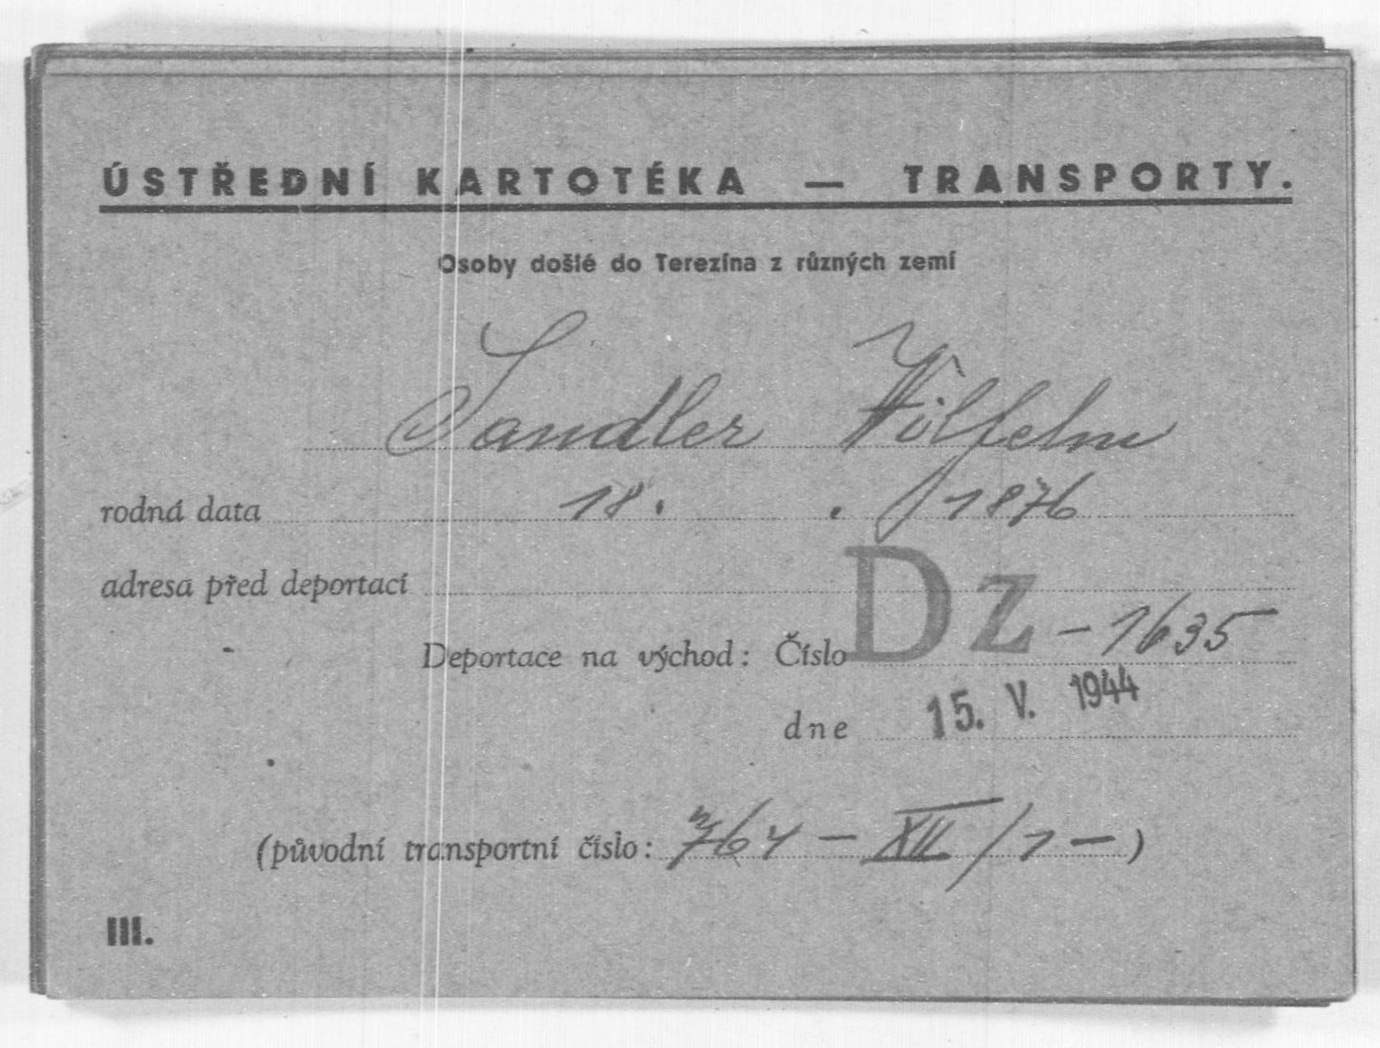 ÚSTŘEDNÍ KARTOTÉKA — TRANSPORTY.
Osoby došlé do Terezína z různých zemí
Sandler Wilhelm
rodná data 18. . 1876
adresa před deportací
Deportace na východ: Číslo Dz - 1635
dne 15. V. 1944
(původní transportní číslo: 764 - XII/1 - )
III.